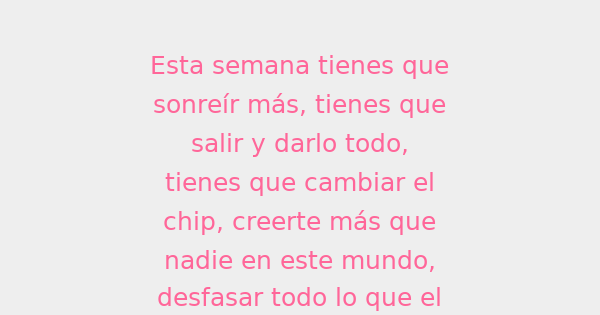 Esta semana tienes que
sonreír más, tienes que
salir y darlo todo,
tienes que cambiar el
chip, creerte más que
nadie en este mundo,
desfasar todo lo que el